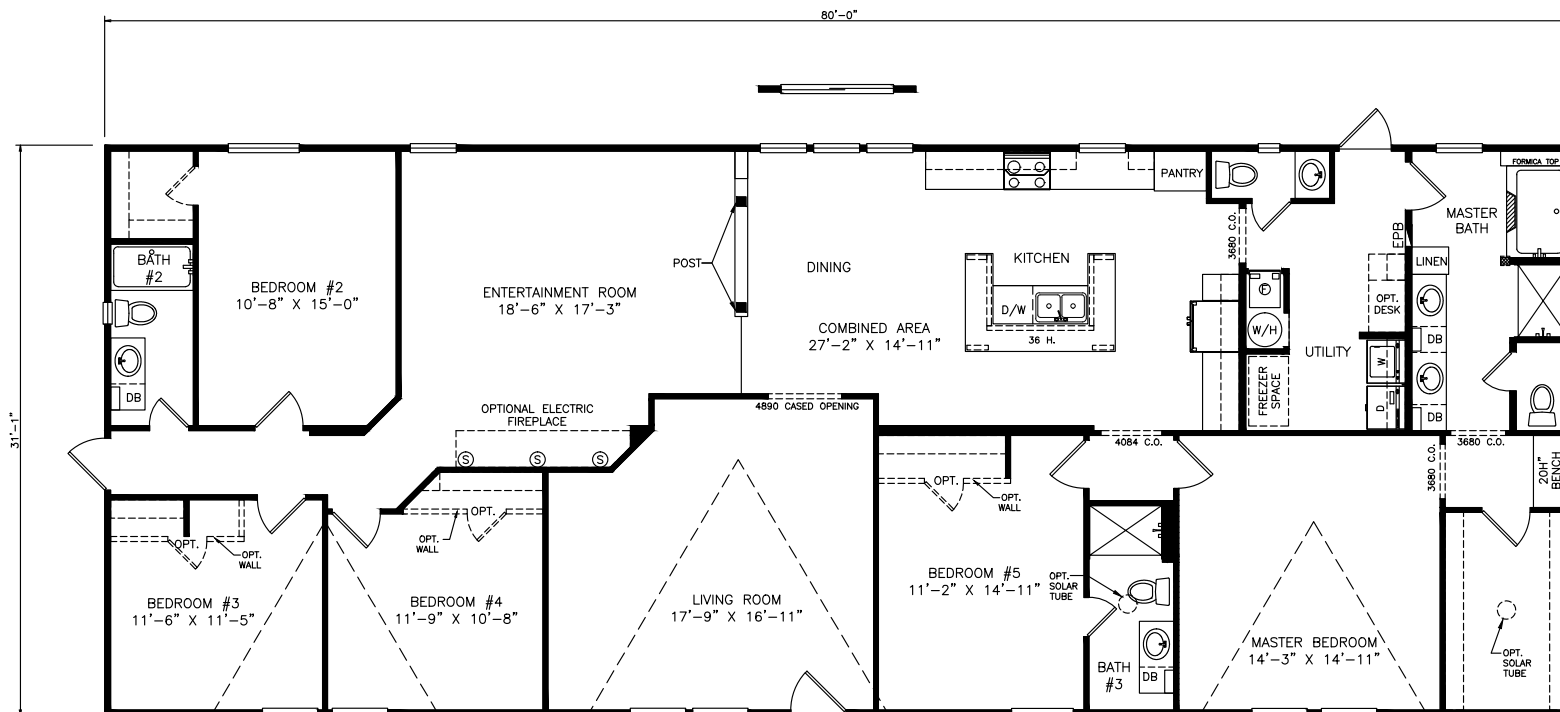 80'-0"
31'-1"
BATH
#2
DB
BEDROOM #2
10'-8" X 15'-0"
ENTERTAINMENT ROOM
18'-6" X 17'-3"
POST
OPTIONAL ELECTRIC
FIREPLACE
S
S
S
DINING
KITCHEN
COMBINED AREA
27'-2" X 14'-11"
D/W
36 H.
PANTRY
3680 C.O.
F
W/H
FREEZER
SPACE
UTILITY
EPB
OPT.
DESK
W
D
MASTER
BATH
FORMICA TOP
LINEN
DB
DB
4890 CASED OPENING
4084 C.O.
3680 C.O.
3680 C.O.
20H"
BENCH
OPT.
OPT.
WALL
BEDROOM #3
11'-6" X 11'-5"
OPT.
OPT.
WALL
BEDROOM #4
11'-9" X 10'-8"
LIVING ROOM
17'-9" X 16'-11"
OPT.
OPT.
WALL
BEDROOM #5
11'-2" X 14'-11"
OPT.
SOLAR
TUBE
BATH
#3
DB
MASTER BEDROOM
14'-3" X 14'-11"
OPT.
SOLAR
TUBE